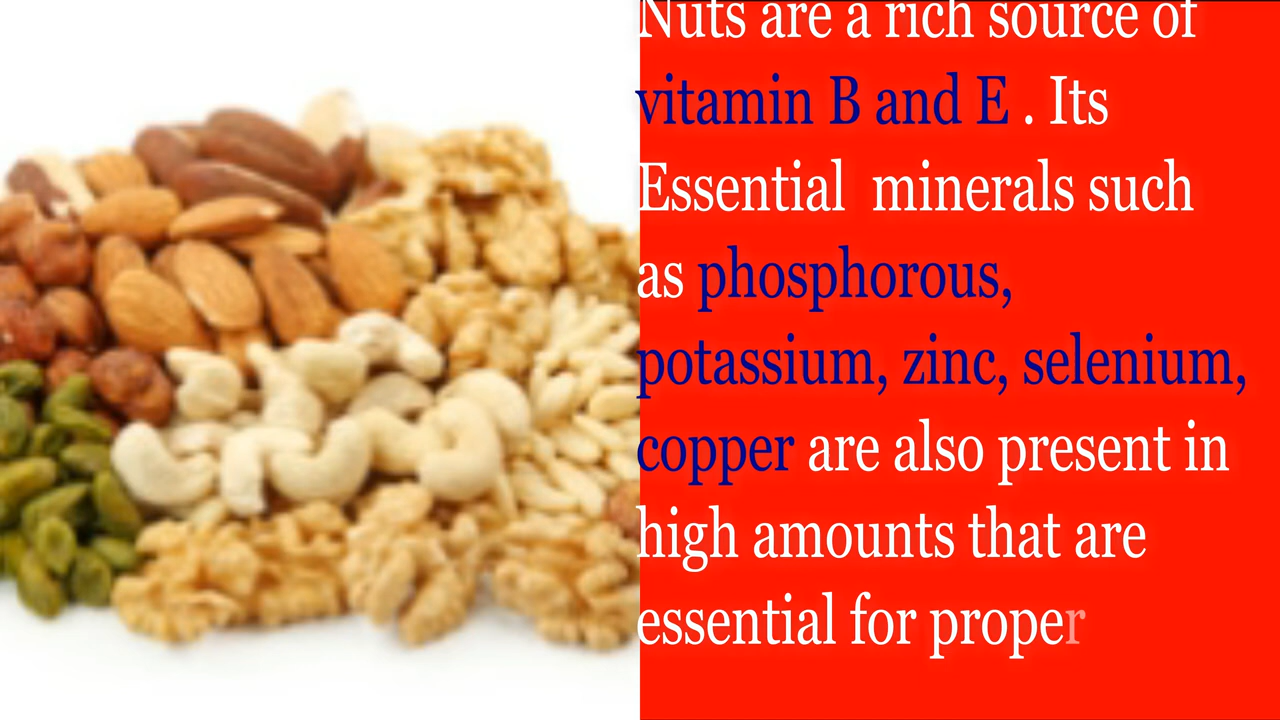 Nuts are a rich source of
vitamin B and E . Its
Essential  minerals such
as phosphorous,
potassium, zinc, selenium,
copper are also present in
high amounts that are
essential for proper